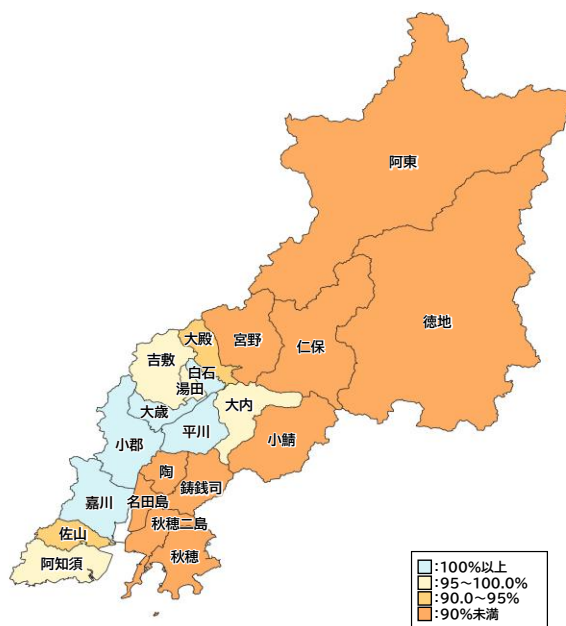 阿東
徳地
宮野
仁保
大殿
吉敷
白石
湯田
大歳
大内
平川
小鯖
小郡
陶
鋳銭司
嘉川
名田島
秋穂二島
佐山
阿知須
秋穂
:100%以上
:95~100.0%
:90.0~95%
:90%未満